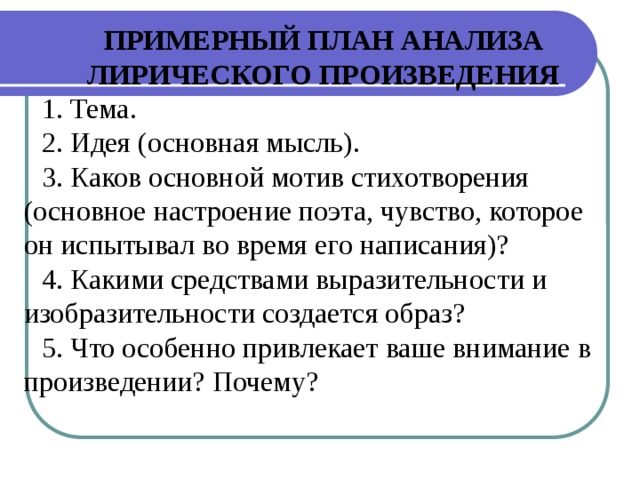 ПРИМЕРНЫЙ ПЛАН АНАЛИЗА
ЛИРИЧЕСКОГО ПРОИЗВЕДЕНИЯ
1. Тема.
2. Идея (основная мысль).
3. Каков основной мотив стихотворения
(основное настроение поэта, чувство, которое
он испытывал во время его написания)?
4. Какими средствами выразительности и
изобразительности создается образ?
5. Что особенно привлекает ваше внимание в
произведении? Почему?